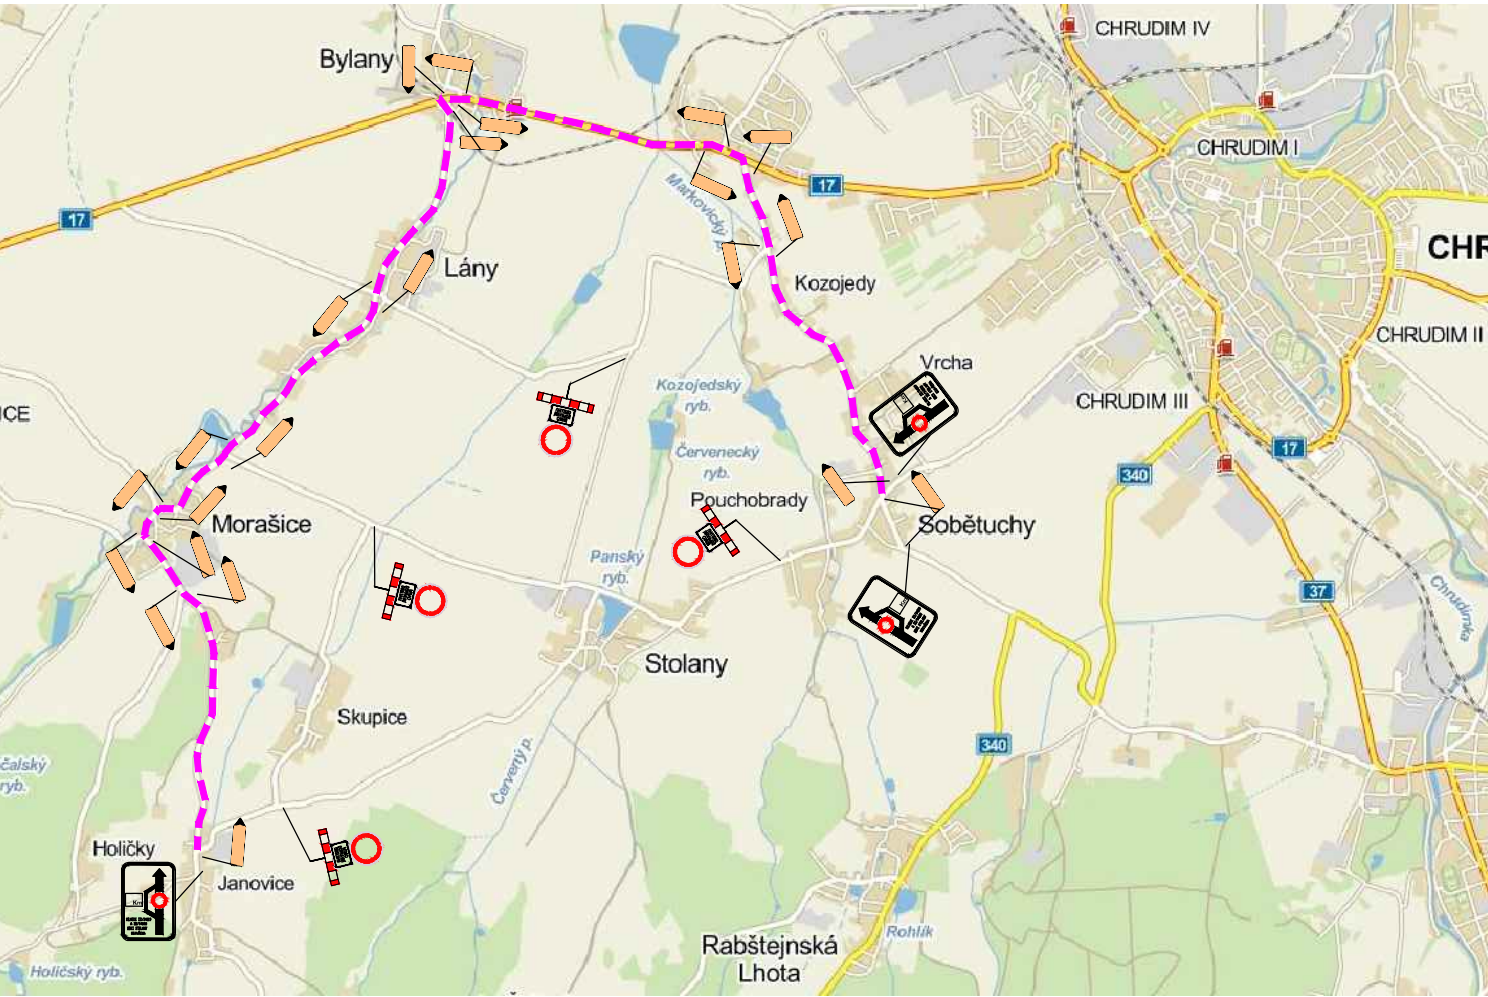 CHRUDIM IV
Bylany
CHRUDIM I
17
Markovický p.
17
CHR
Lány
Kozojedy
CHRUDIM II
Vrcha
Kozojedský
ryb.
CHRUDIM III
ICE
17
Červenecký
ryb.
340
Pouchobrady
Morašice
Sobětuchy
Panský
ryb.
37
Chrudimka
Stolany
Skupice
340
Červený p.
čalský
ryb.
Holičky
Janovice
Km
Rohlík
Rabštejnská
Lhota
Holičský ryb.